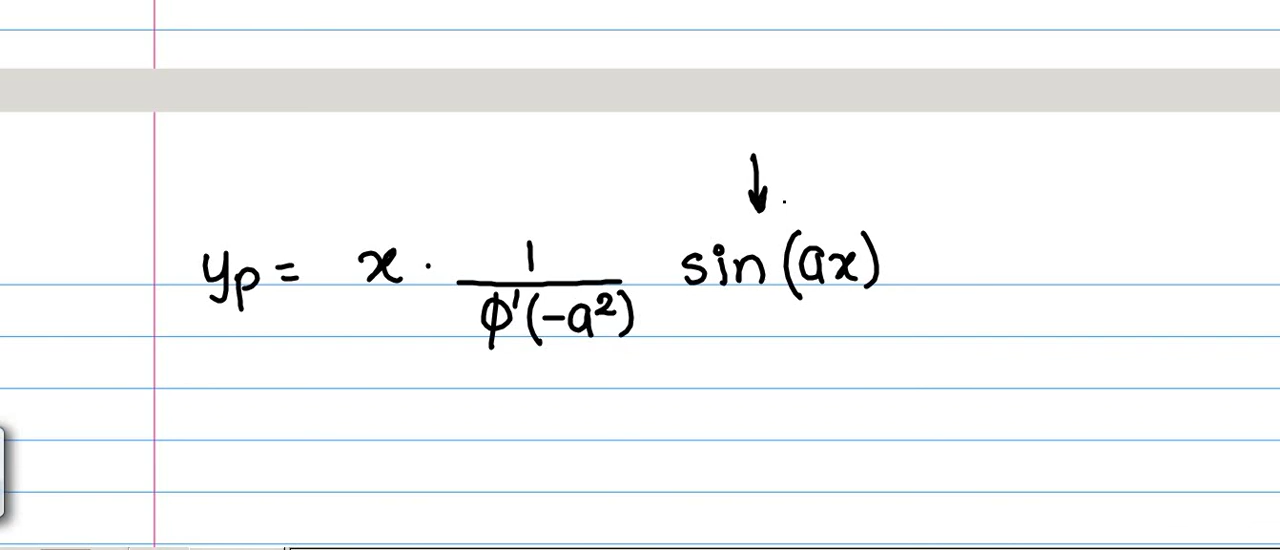 ↓
yp = x · 1/ϕ'(-a²) sin(ax)